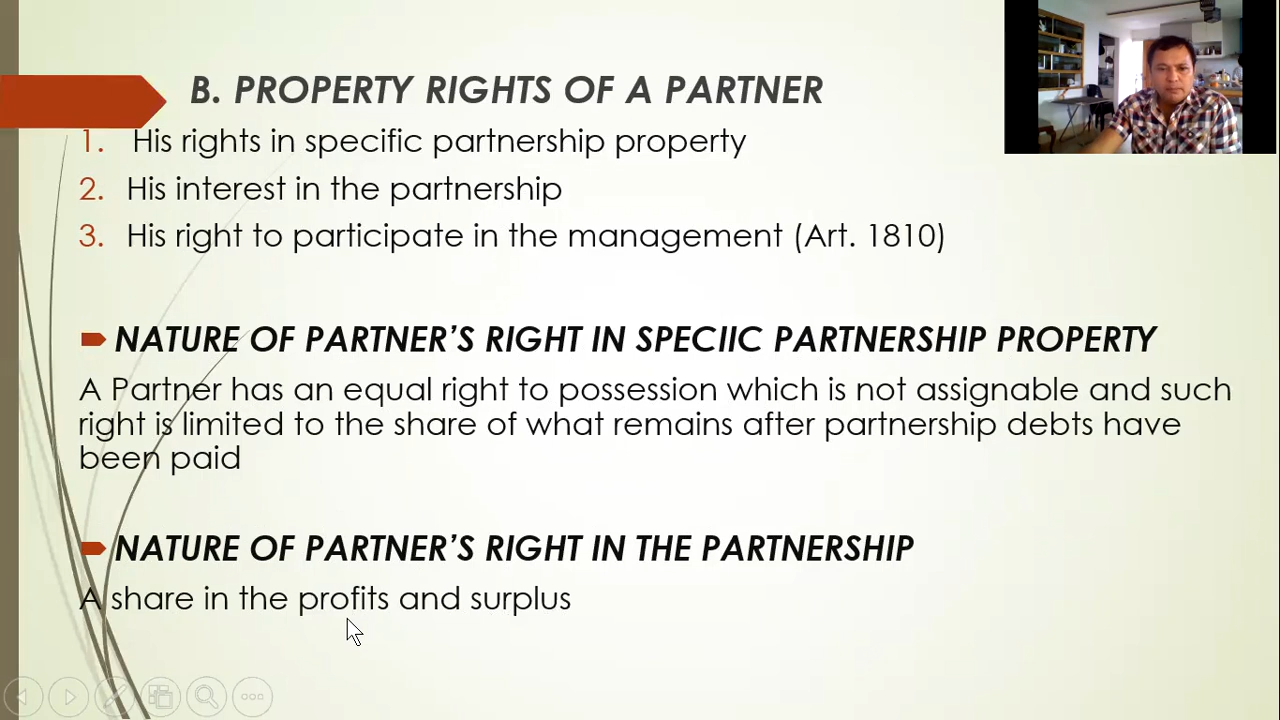 B. PROPERTY RIGHTS OF A PARTNER
1. His rights in specific partnership property
2. His interest in the partnership
3. His right to participate in the management (Art. 1810)
NATURE OF PARTNER’S RIGHT IN SPECIIC PARTNERSHIP PROPERTY
A Partner has an equal right to possession which is not assignable and such
right is limited to the share of what remains after partnership debts have
been paid
NATURE OF PARTNER’S RIGHT IN THE PARTNERSHIP
A share in the profits and surplus